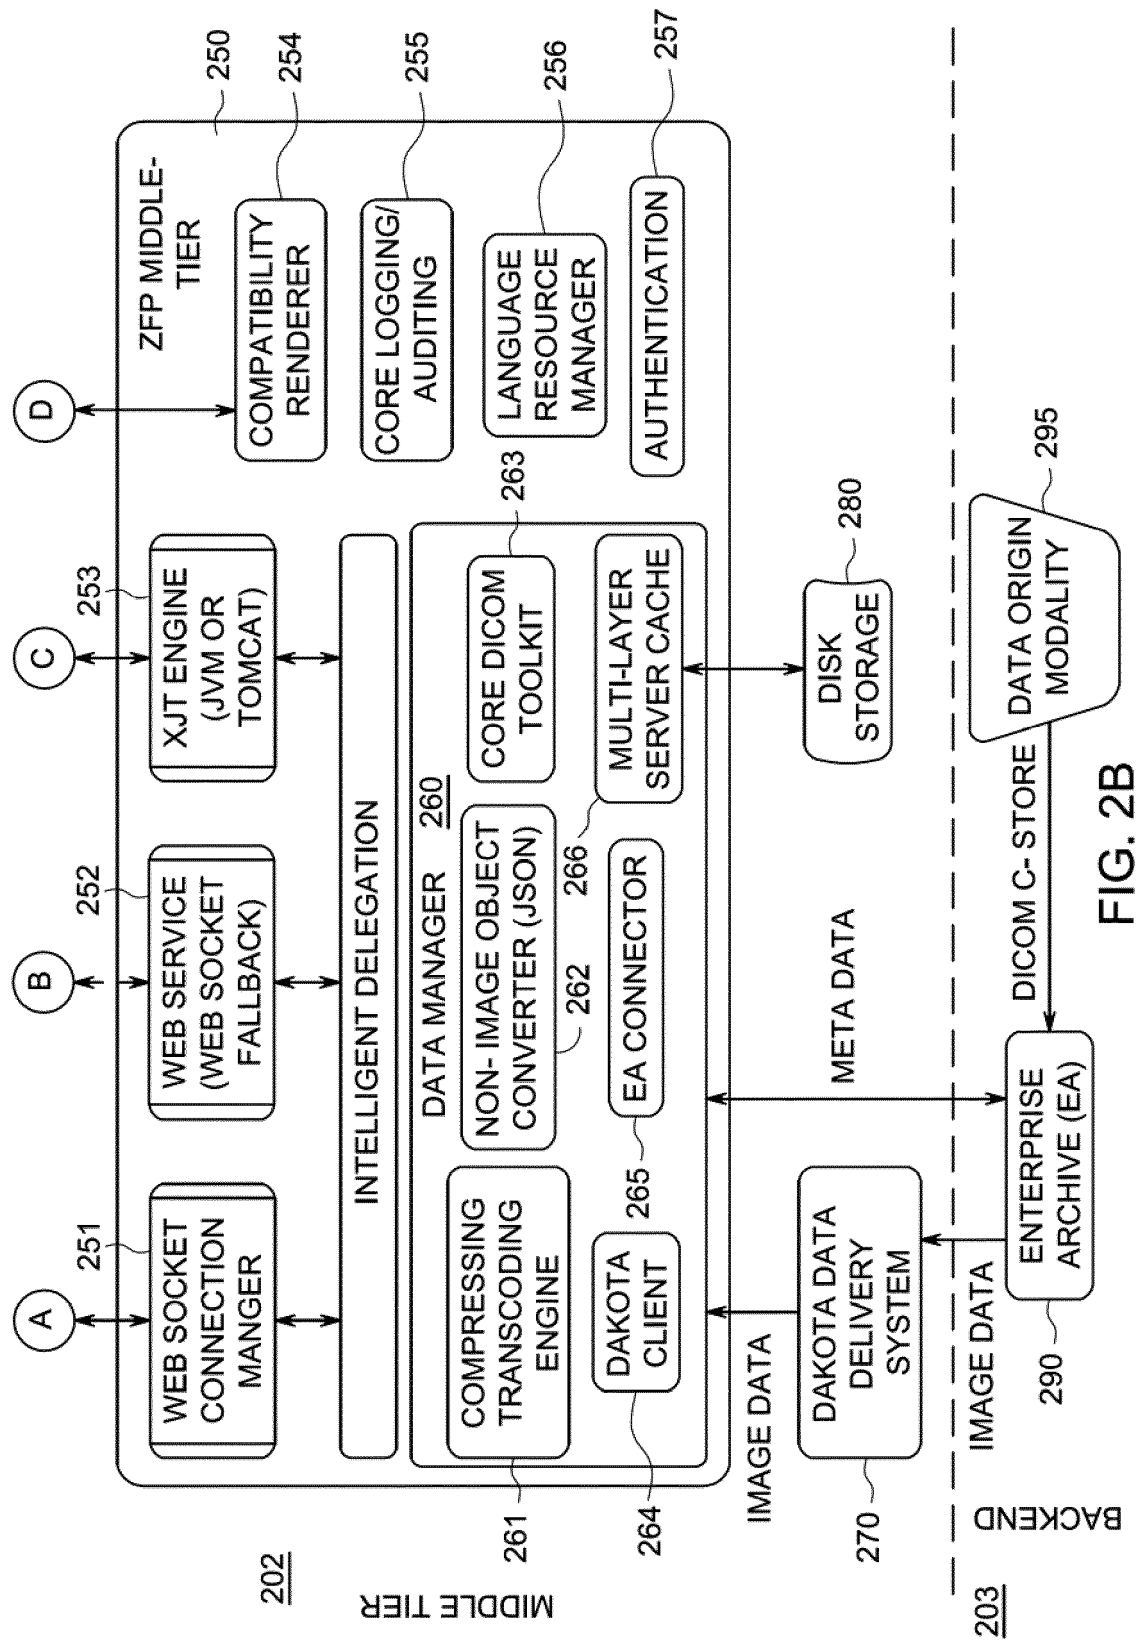 A
B
C
D
251
252
253
250
254
255
256
257
WEB SOCKET
CONNECTION
MANGER
WEB SERVICE
(WEB SOCKET
FALLBACK)
XJT ENGINE
(JVM OR
TOMCAT)
ZFP MIDDLE-
TIER
COMPATIBILITY
RENDERER
CORE LOGGING/
AUDITING
LANGUAGE
RESOURCE
MANAGER
AUTHENTICATION
INTELLIGENT DELEGATION
DATA MANAGER
260
COMPRESSING
TRANSCODING
ENGINE
261
NON- IMAGE OBJECT
CONVERTER (JSON)
262
CORE DICOM
TOOLKIT
263
DAKOTA
CLIENT
264
EA CONNECTOR
265
MULTI-LAYER
SERVER CACHE
266
202
MIDDLE TIER
IMAGE DATA
META DATA
DAKOTA DATA
DELIVERY
SYSTEM
270
DISK
STORAGE
280
IMAGE DATA
203
BACKEND
ENTERPRISE
ARCHIVE (EA)
290
DICOM C- STORE
DATA ORIGIN
MODALITY
295
FIG. 2B